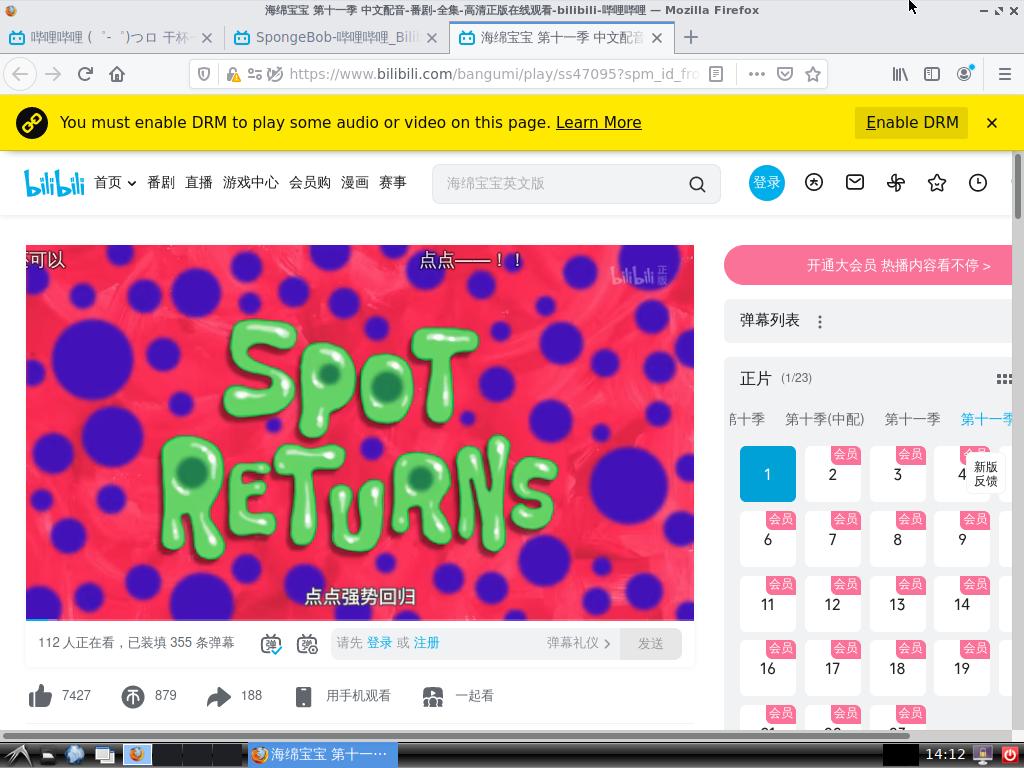 海绵宝宝 第十一季 中文配音-番剧-全集-高清正版在线观看-bilibili-哔哩哔哩 — Mozilla Firefox
哔哩哔哩 (゜-゜)つロ 干杯-
SpongeBob-哔哩哔哩_Bili
海绵宝宝 第十一季 中文配音
https://www.bilibili.com/bangumi/play/ss47095?spm_id_fro
You must enable DRM to play some audio or video on this page. Learn More
Enable DRM
bilibili
首页 番剧 直播 游戏中心 会员购 漫画 赛事
海绵宝宝英文版
登录
还可以
点点——！！
bilibili 正版
SPOT
RETURNS
点点强势回归
开通大会员 热播内容看不停 >
弹幕列表
正片 (1/23)
第十季 第十季(中配) 第十一季 第十一季
1
会员 2
会员 3
会员 4
新版
反馈
会员 6
会员 7
会员 8
会员 9
会员 11
会员 12
会员 13
会员 14
会员 16
会员 17
会员 18
会员 19
会员
会员
会员
112 人正在看，已装填 355 条弹幕
弹
弹
请先 登录 或 注册
弹幕礼仪 >
发送
7427
879
188
用手机观看
一起看
海绵宝宝 第十一…
14:12